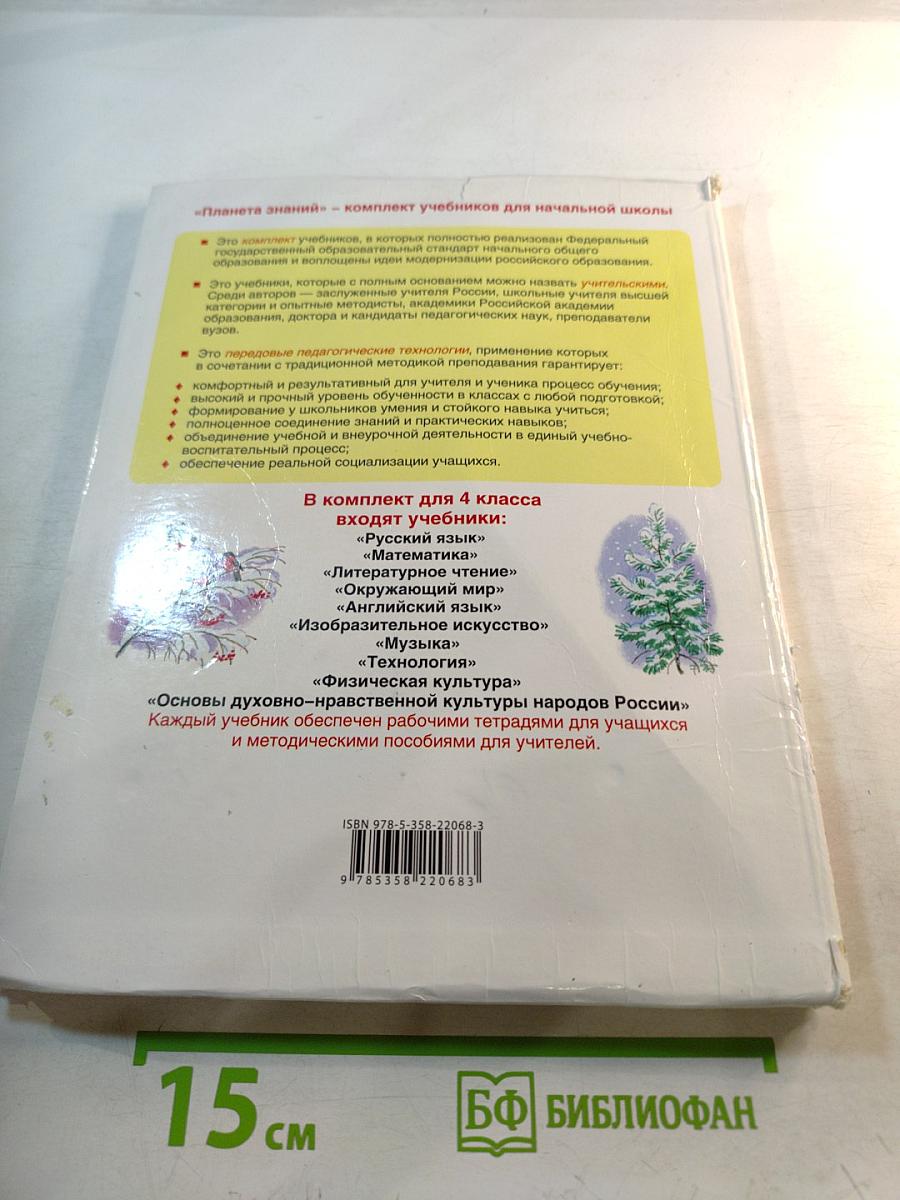 «Планета знаний» – комплект учебников для начальной школы
Это комплект учебников, в которых полностью реализован Федеральный
государственный образовательный стандарт начального общего
образования и воплощены идеи модернизации российского образования.
Это учебники, которые с полным основанием можно назвать учительскими.
Среди авторов — заслуженные учителя России, школьные учителя высшей
категории и опытные методисты, академики Российской академии
образования, доктора и кандидаты педагогических наук, преподаватели
вузов.
Это передовые педагогические технологии, применение которых
в сочетании с традиционной методикой преподавания гарантирует:
комфортный и результативный для учителя и ученика процесс обучения;
высокий и прочный уровень обученности в классах с любой подготовкой;
формирование у школьников умения и стойкого навыка учиться;
полноценное соединение знаний и практических навыков;
объединение учебной и внеурочной деятельности в единый учебно-
воспитательный процесс;
обеспечение реальной социализации учащихся.
В комплект для 4 класса
входят учебники:
«Русский язык»
«Математика»
«Литературное чтение»
«Окружающий мир»
«Английский язык»
«Изобразительное искусство»
«Музыка»
«Технология»
«Физическая культура»
«Основы духовно–нравственной культуры народов России»
Каждый учебник обеспечен рабочими тетрадями для учащихся
и методическими пособиями для учителей.
ISBN 978-5-358-22068-3
9 785358 220683
15 см
БФ БИБЛИОФАН